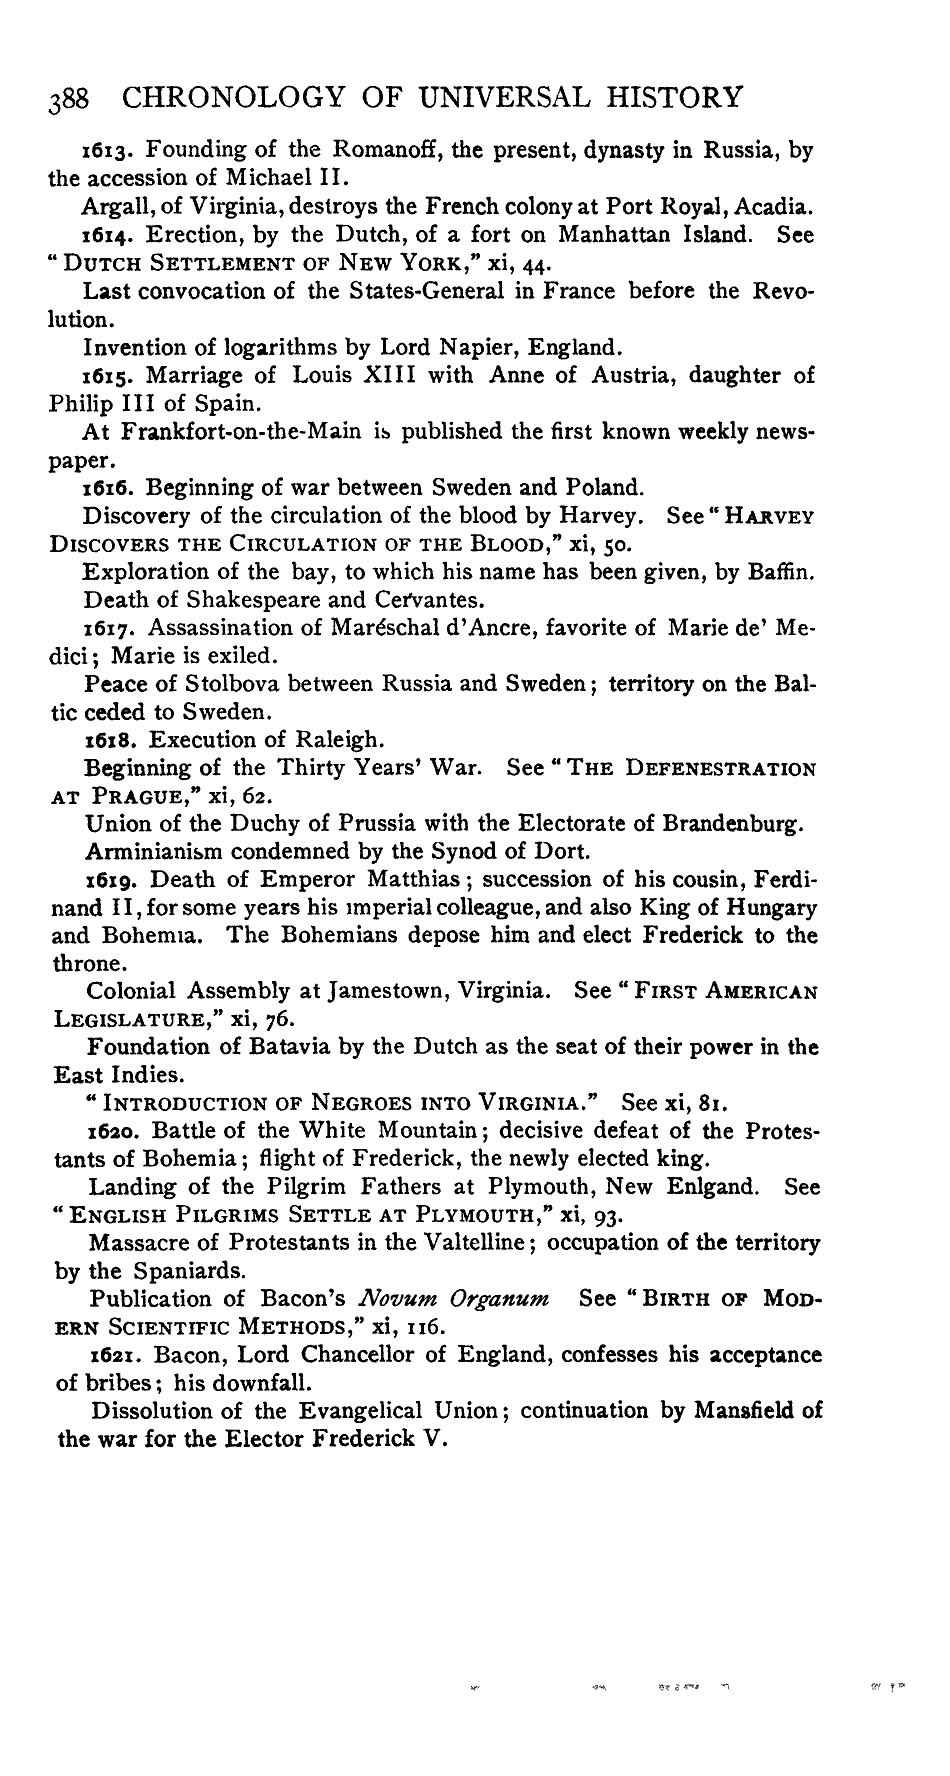 388 CHRONOLOGY OF UNIVERSAL HISTORY
1613. Founding of the Romanoff, the present, dynasty in Russia, by
the accession of Michael II.
Argall, of Virginia, destroys the French colony at Port Royal, Acadia.
1614. Erection, by the Dutch, of a fort on Manhattan Island. See
“ DUTCH SETTLEMENT OF NEW YORK,” xi, 44.
Last convocation of the States-General in France before the Revo-
lution.
Invention of logarithms by Lord Napier, England.
1615. Marriage of Louis XIII with Anne of Austria, daughter of
Philip III of Spain.
At Frankfort-on-the-Main is published the first known weekly news-
paper.
1616. Beginning of war between Sweden and Poland.
Discovery of the circulation of the blood by Harvey. See “ HARVEY
DISCOVERS THE CIRCULATION OF THE BLOOD,” xi, 50.
Exploration of the bay, to which his name has been given, by Baffin.
Death of Shakespeare and Cervantes.
1617. Assassination of Maréschal d’Ancre, favorite of Marie de’ Me-
dici ; Marie is exiled.
Peace of Stolbova between Russia and Sweden ; territory on the Bal-
tic ceded to Sweden.
1618. Execution of Raleigh.
Beginning of the Thirty Years’ War. See “ THE DEFENESTRATION
AT PRAGUE,” xi, 62.
Union of the Duchy of Prussia with the Electorate of Brandenburg.
Arminianism condemned by the Synod of Dort.
1619. Death of Emperor Matthias ; succession of his cousin, Ferdi-
nand II, for some years his imperial colleague, and also King of Hungary
and Bohemia. The Bohemians depose him and elect Frederick to the
throne.
Colonial Assembly at Jamestown, Virginia. See “ FIRST AMERICAN
LEGISLATURE,” xi, 76.
Foundation of Batavia by the Dutch as the seat of their power in the
East Indies.
“ INTRODUCTION OF NEGROES INTO VIRGINIA.” See xi, 81.
1620. Battle of the White Mountain ; decisive defeat of the Protes-
tants of Bohemia ; flight of Frederick, the newly elected king.
Landing of the Pilgrim Fathers at Plymouth, New Enlgand. See
“ ENGLISH PILGRIMS SETTLE AT PLYMOUTH,” xi, 93.
Massacre of Protestants in the Valtelline ; occupation of the territory
by the Spaniards.
Publication of Bacon’s Novum Organum See “ BIRTH OF MOD-
ERN SCIENTIFIC METHODS,” xi, 116.
1621. Bacon, Lord Chancellor of England, confesses his acceptance
of bribes ; his downfall.
Dissolution of the Evangelical Union ; continuation by Mansfield of
the war for the Elector Frederick V.